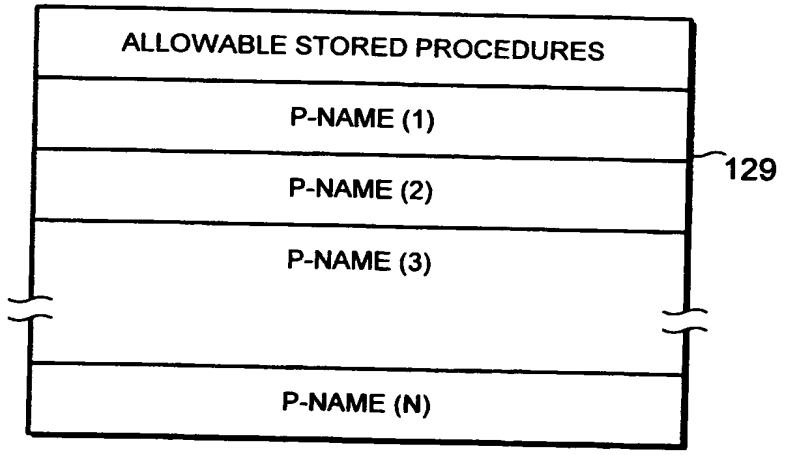 ALLOWABLE STORED PROCEDURES
P-NAME (1)
129
P-NAME (2)
P-NAME (3)
P-NAME (N)